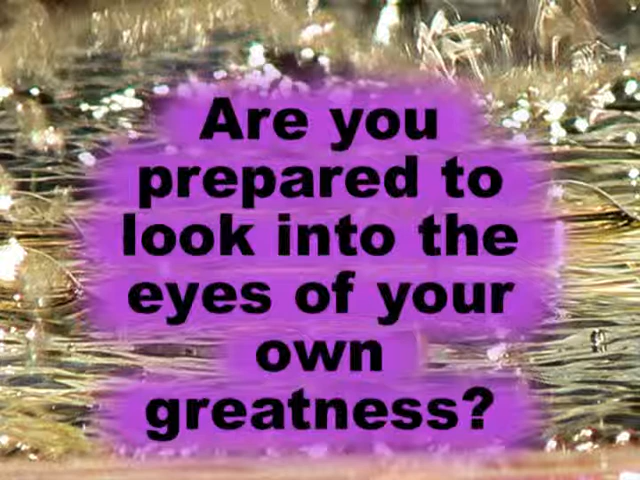 Are you
prepared to
look into the
eyes of your
own
greatness?